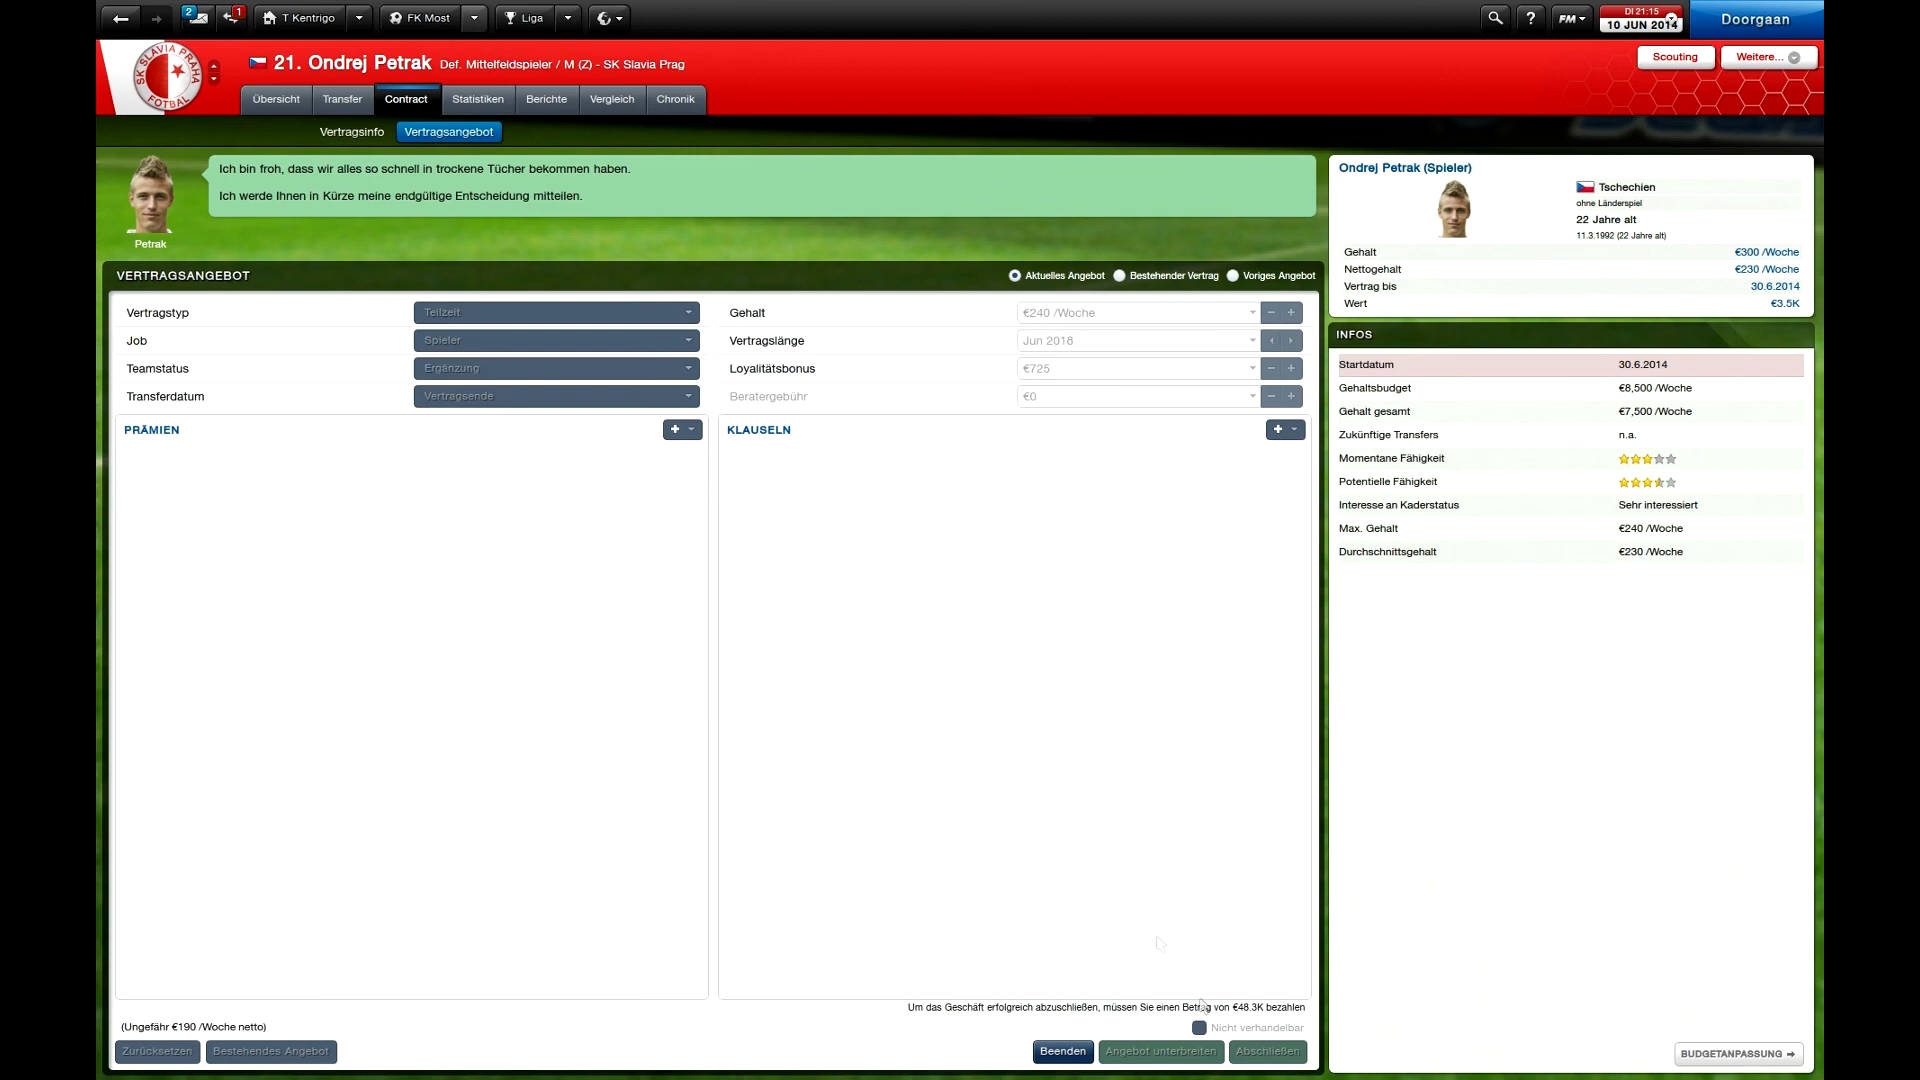 2
1
T Kentrigo
FK Most
Liga
?
FM
DI 21:15
10 JUN 2014
Doorgaan
SK SLAVIA PRAHA
FOTBAL
21. Ondrej Petrak Def. Mittelfeldspieler / M (Z) - SK Slavia Prag
Scouting
Weitere...
Übersicht
Transfer
Contract
Statistiken
Berichte
Vergleich
Chronik
Vertragsinfo
Vertragsangebot
Ich bin froh, dass wir alles so schnell in trockene Tücher bekommen haben.
Ich werde Ihnen in Kürze meine endgültige Entscheidung mitteilen.
Petrak
Ondrej Petrak (Spieler)
Tschechien
ohne Länderspiel
22 Jahre alt
11.3.1992 (22 Jahre alt)
Gehalt €300 /Woche
Nettogehalt €230 /Woche
Vertrag bis 30.6.2014
Wert €3.5K
VERTRAGSANGEBOT
Aktuelles Angebot
Bestehender Vertrag
Voriges Angebot
Vertragstyp Teilzeit
Job Spieler
Teamstatus Ergänzung
Transferdatum Vertragsende
Gehalt €240 /Woche
Vertragslänge Jun 2018
Loyalitätsbonus €725
Beratergebühr €0
PRÄMIEN
KLAUSELN
INFOS
Startdatum 30.6.2014
Gehaltsbudget €8,500 /Woche
Gehalt gesamt €7,500 /Woche
Zukünftige Transfers n.a.
Momentane Fähigkeit
Potentielle Fähigkeit
Interesse an Kaderstatus Sehr interessiert
Max. Gehalt €240 /Woche
Durchschnittsgehalt €230 /Woche
Um das Geschäft erfolgreich abzuschließen, müssen Sie einen Betrag von €48.3K bezahlen
(Ungefähr €190 /Woche netto)
Nicht verhandelbar
Zurücksetzen
Bestehendes Angebot
Beenden
Angebot unterbreiten
Abschließen
BUDGETANPASSUNG